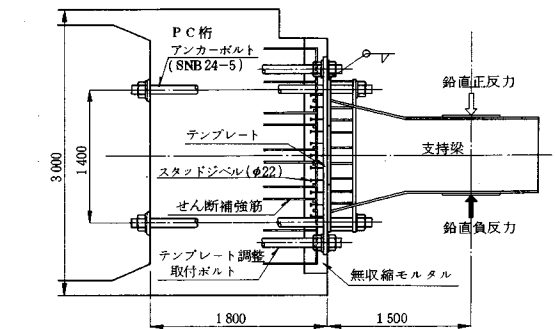 PC桁
アンカーボルト
(SNB24-5)
鉛直正反力
テンプレート
支持梁
スタッドジベル(φ22)
せん断補強筋
鉛直負反力
テンプレート調整
取付ボルト
無収縮モルタル
3000
1400
1800
1500